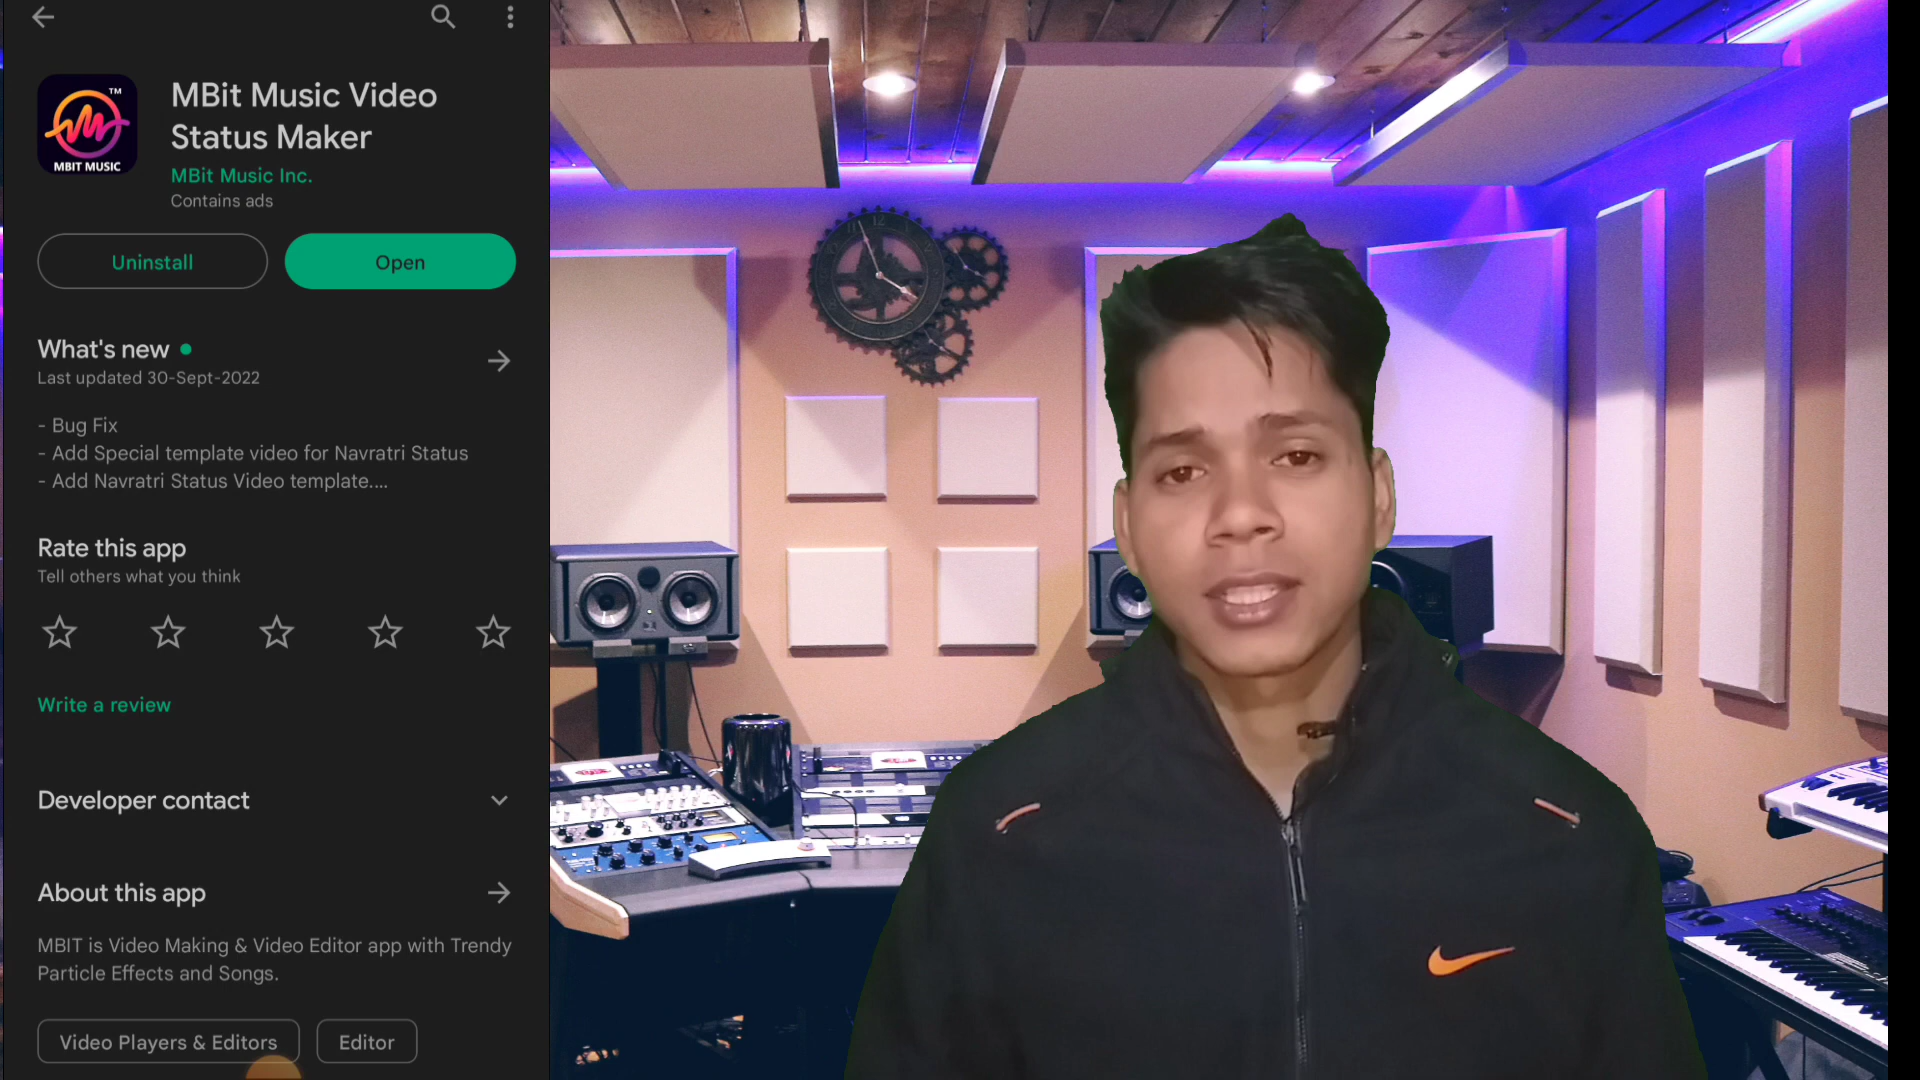 TM
MBIT MUSIC
MBit Music Video
Status Maker
MBit Music Inc.
Contains ads
Uninstall
Open
What's new
Last updated 30-Sept-2022
- Bug Fix
- Add Special template video for Navratri Status
- Add Navratri Status Video template....
Rate this app
Tell others what you think
Write a review
Developer contact
About this app
MBIT is Video Making & Video Editor app with Trendy
Particle Effects and Songs.
Video Players & Editors
Editor
12